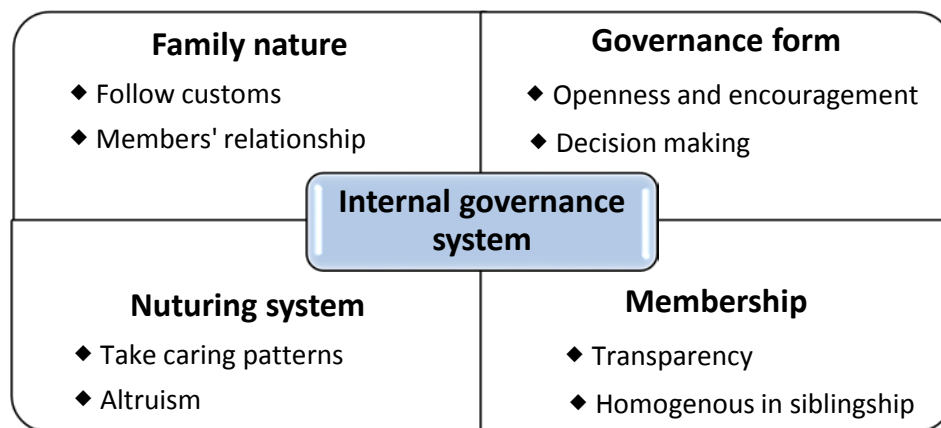 Family nature
◆ Follow customs
◆ Members' relationship
Governance form
◆ Openness and encouragement
◆ Decision making
Internal governance
system
Nuturing system
◆ Take caring patterns
◆ Altruism
Membership
◆ Transparency
◆ Homogenous in siblingship